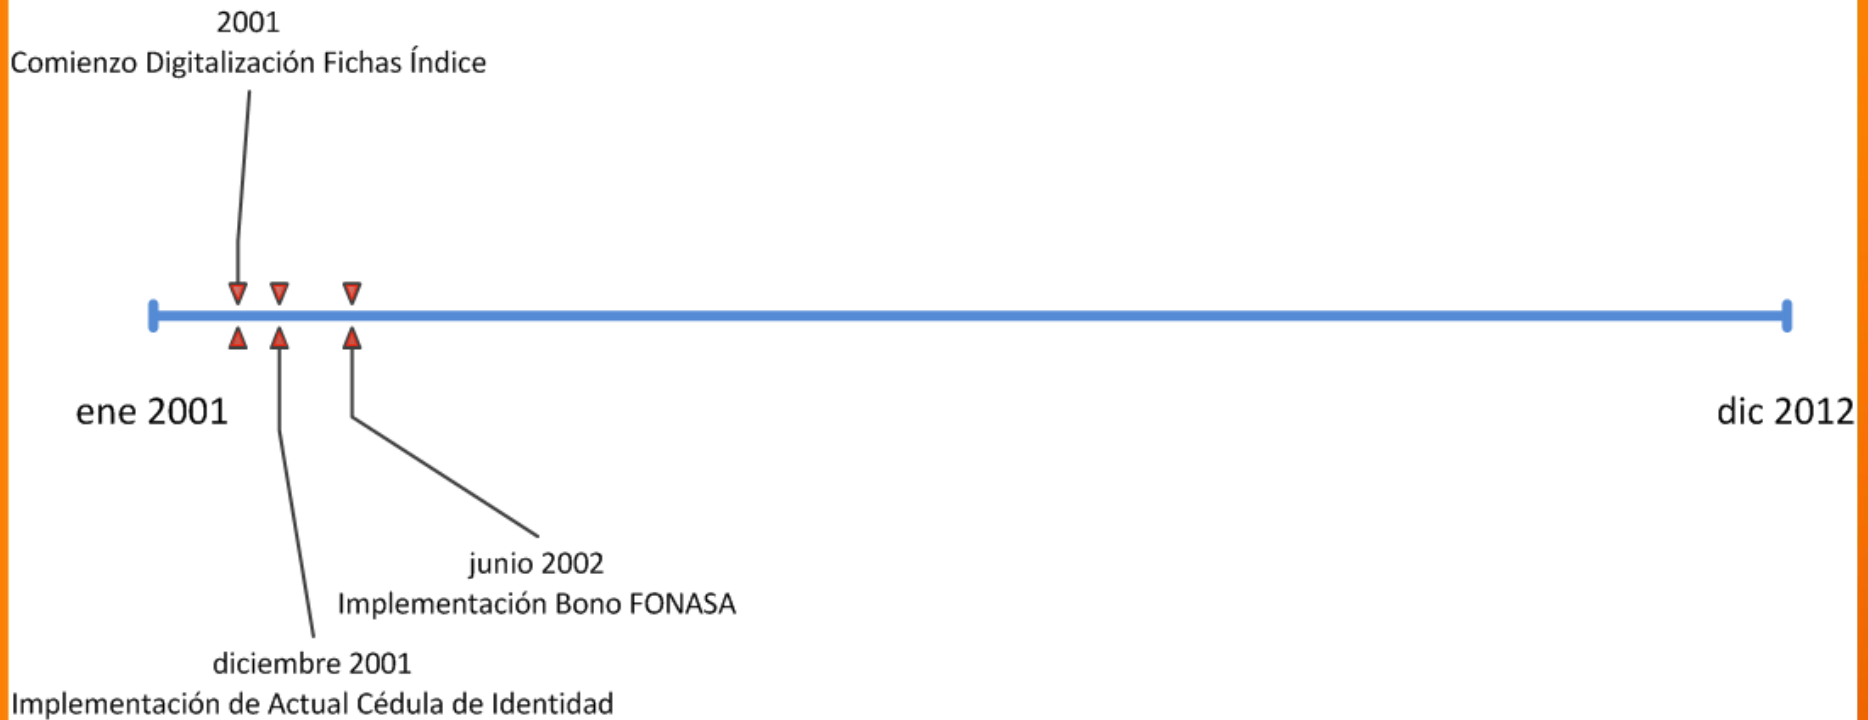 2001
Comienzo Digitalización Fichas Índice
ene 2001
dic 2012
junio 2002
Implementación Bono FONASA
diciembre 2001
Implementación de Actual Cédula de Identidad